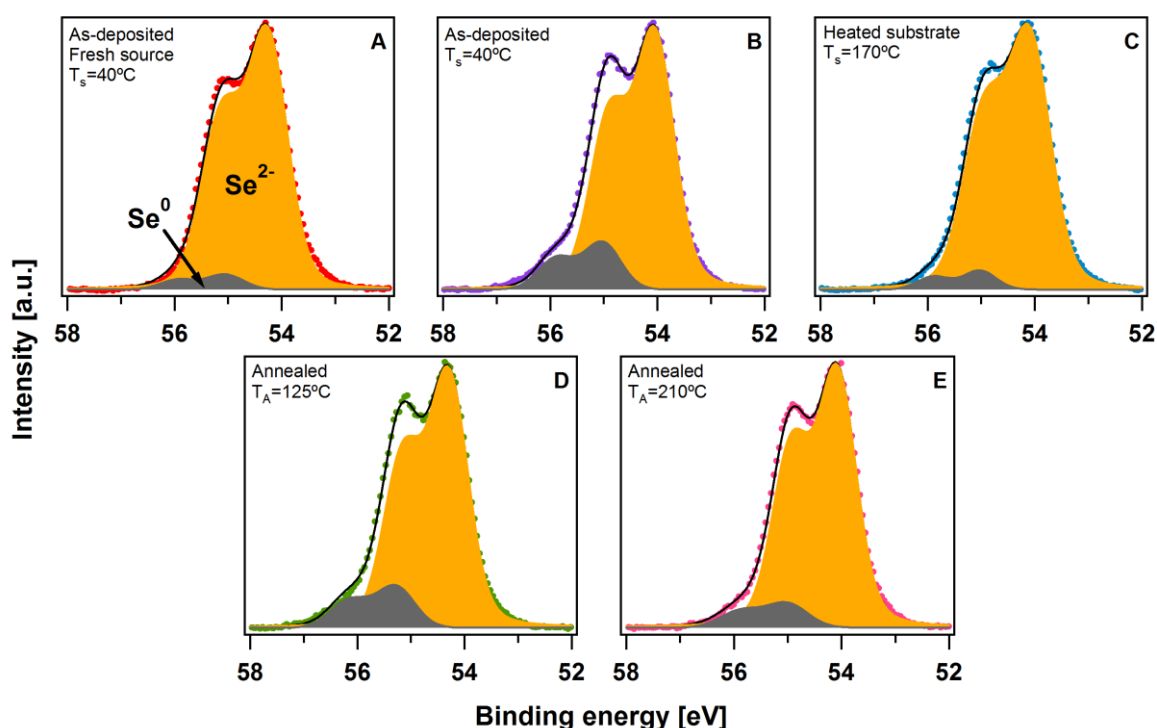 As-deposited
Fresh source
Tₛ=40ºC
A
Se⁰
Se²⁻
58 56 54 52
As-deposited
Tₛ=40ºC
B
58 56 54 52
Heated substrate
Tₛ=170ºC
C
58 56 54 52
Intensity [a.u.]
Annealed
T_A=125ºC
D
58 56 54 52
Annealed
T_A=210ºC
E
58 56 54 52
Binding energy [eV]